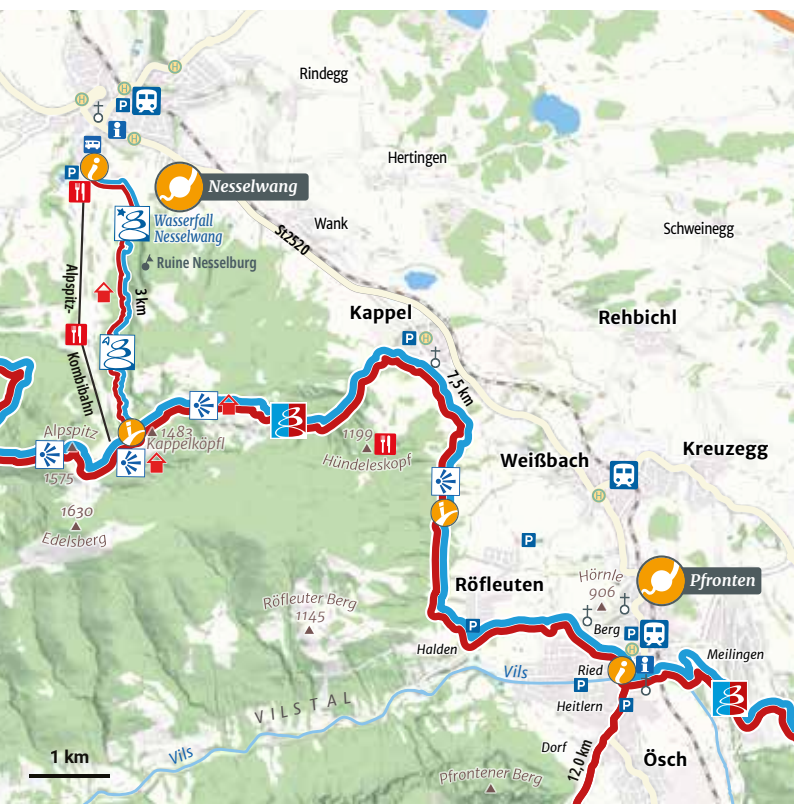 H
Rindegg
H
P
H
i
H
Hertingen
i
P
Nesselwang
Wasserfall
Nesselwang
Wank
St2520
Schweinegg
Ruine Nesselburg
Alpspitz-
3 km
Kappel
Rehbichl
P
H
Kombibahn
7,5 km
Alpspitz
1483
Kappelköpfl
1199
Hündeleskopf
Weißbach
Kreuzegg
1575
H
1630
Edelsberg
P
Röfleuten
Hörnle
906
Pfronten
Röfleuter Berg
1145
P
Berg
P
H
Halden
Meilingen
Ried
i
i
Vils
P
Heitlern
P
VILSTAL
Vils
Dorf
12,0 km
Ösch
1 km
Pfrontener Berg